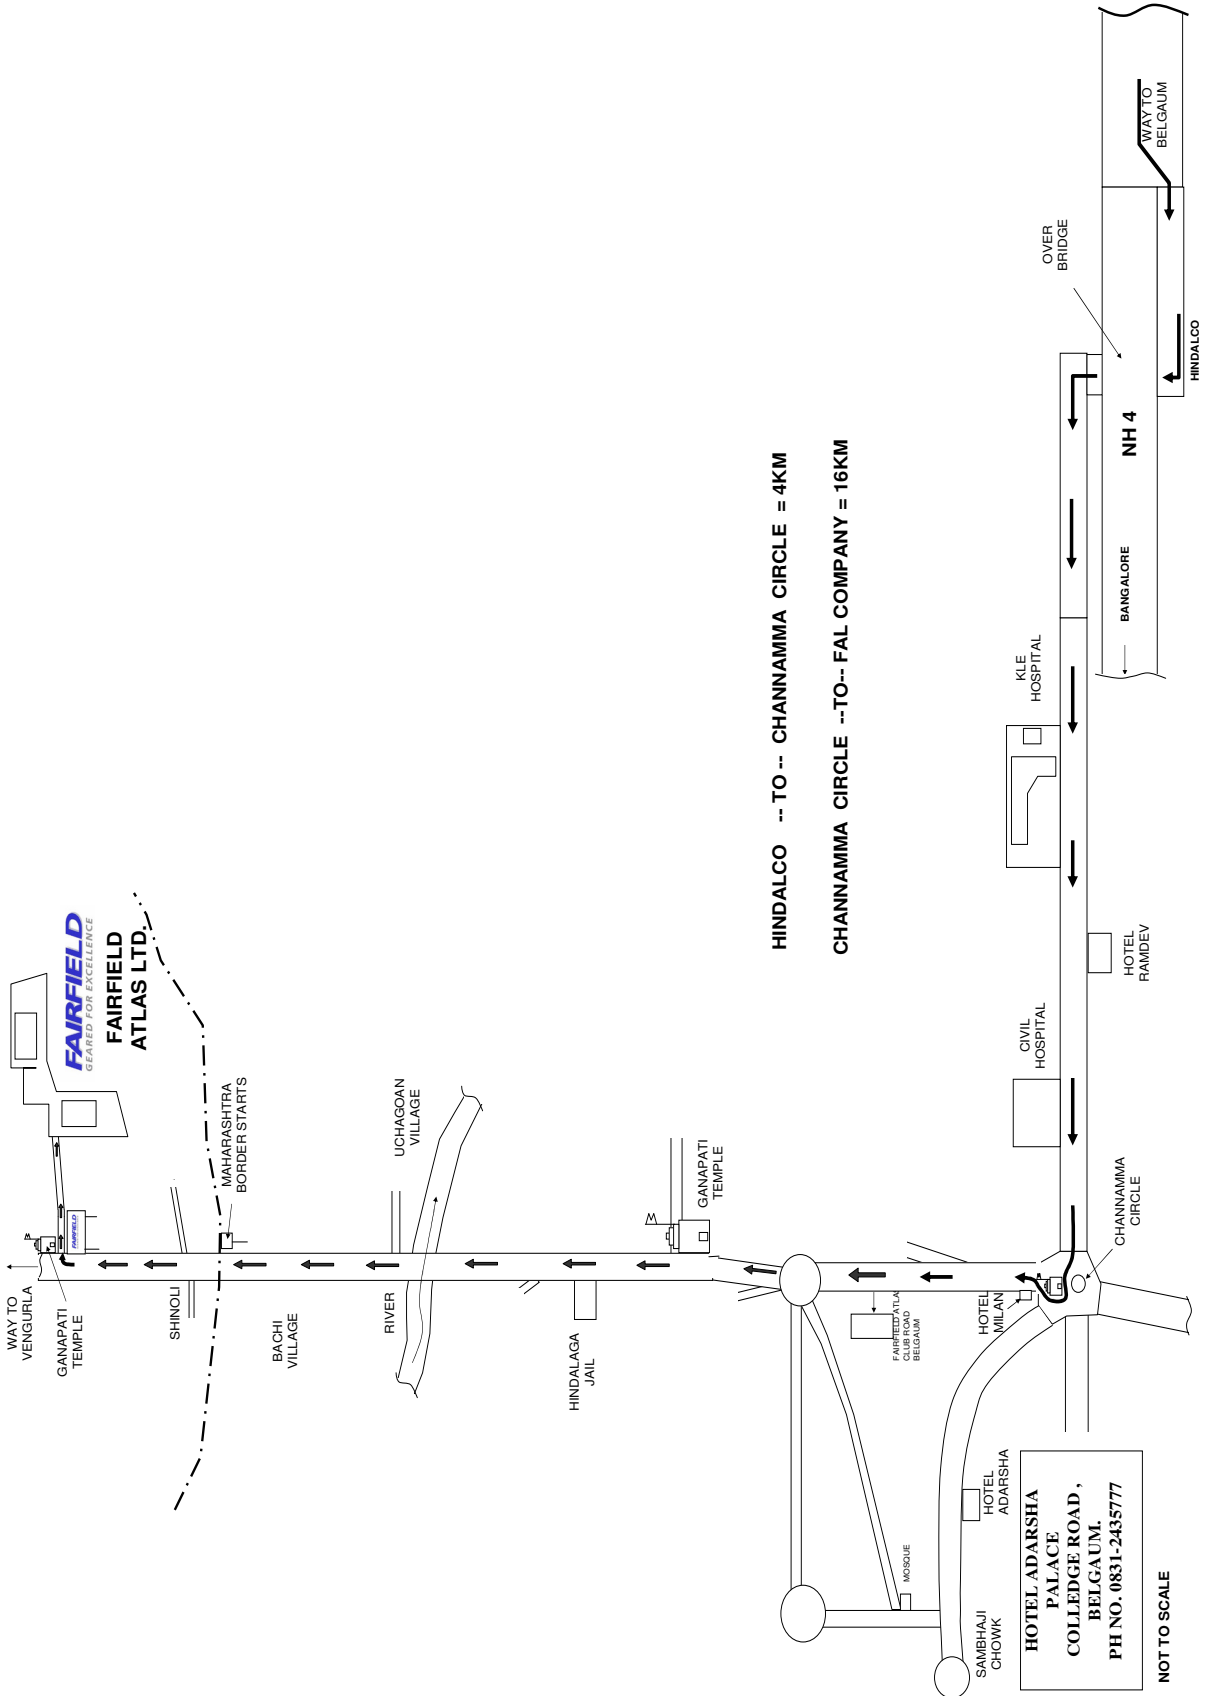 WAY TO
VENGURLA
GANAPATI
TEMPLE
FAIRFIELD
FAIRFIELD
GEARED FOR EXCELLENCE
FAIRFIELD
ATLAS LTD.
SHINOLI
MAHARASHTRA
BORDER STARTS
BACHI
VILLAGE
RIVER
UCHAGOAN
VILLAGE
HINDALAGA
JAIL
GANAPATI
TEMPLE
HINDALCO -- TO -- CHANNAMMA CIRCLE = 4KM
CHANNAMMA CIRCLE --TO-- FAL COMPANY = 16KM
FAIRFIELD ATLA
CLUB ROAD
BELGAUM
MOSQUE
SAMBHAJI
CHOWK
HOTEL
ADARSHA
HOTEL
MILAN
CHANNAMMA
CIRCLE
CIVIL
HOSPITAL
HOTEL
RAMDEV
KLE
HOSPITAL
BANGALORE
NH 4
OVER
BRIDGE
WAY TO
BELGAUM
HINDALCO
HOTEL ADARSHA
PALACE
COLLEDGE ROAD ,
BELGAUM.
PH NO. 0831-2435777
NOT TO SCALE